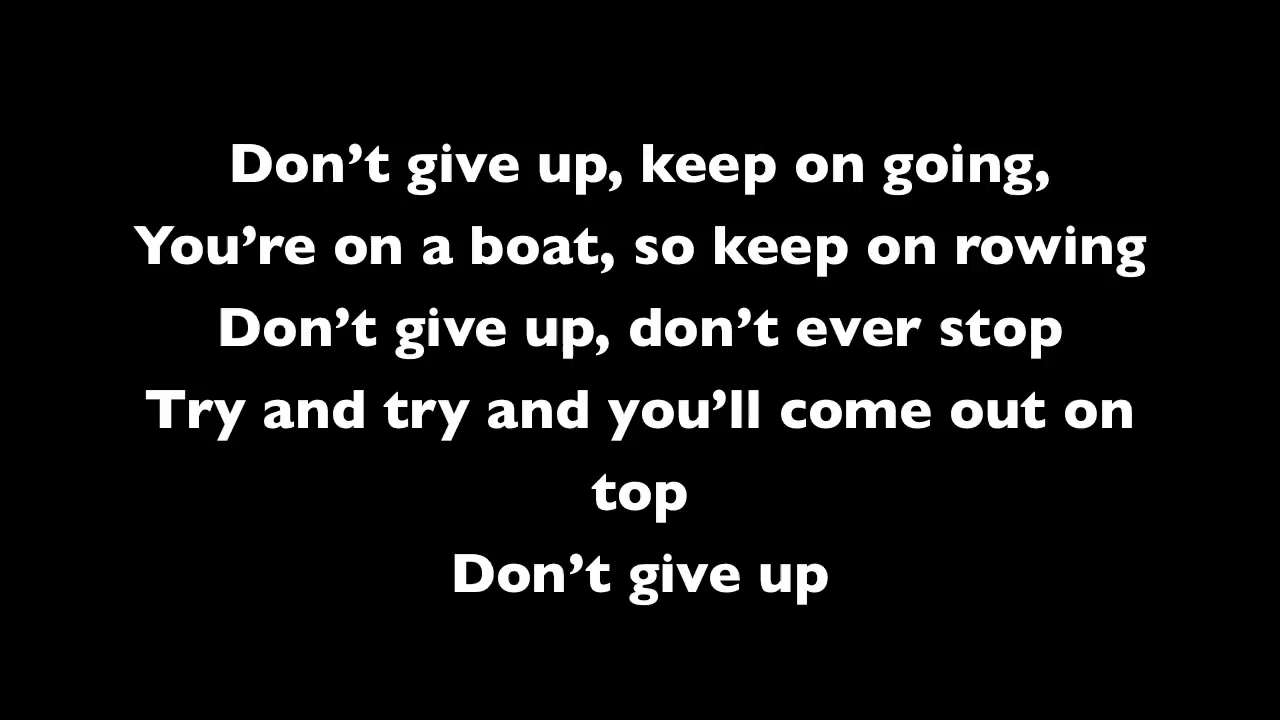 Don’t give up, keep on going,
You’re on a boat, so keep on rowing
Don’t give up, don’t ever stop
Try and try and you’ll come out on
top
Don’t give up